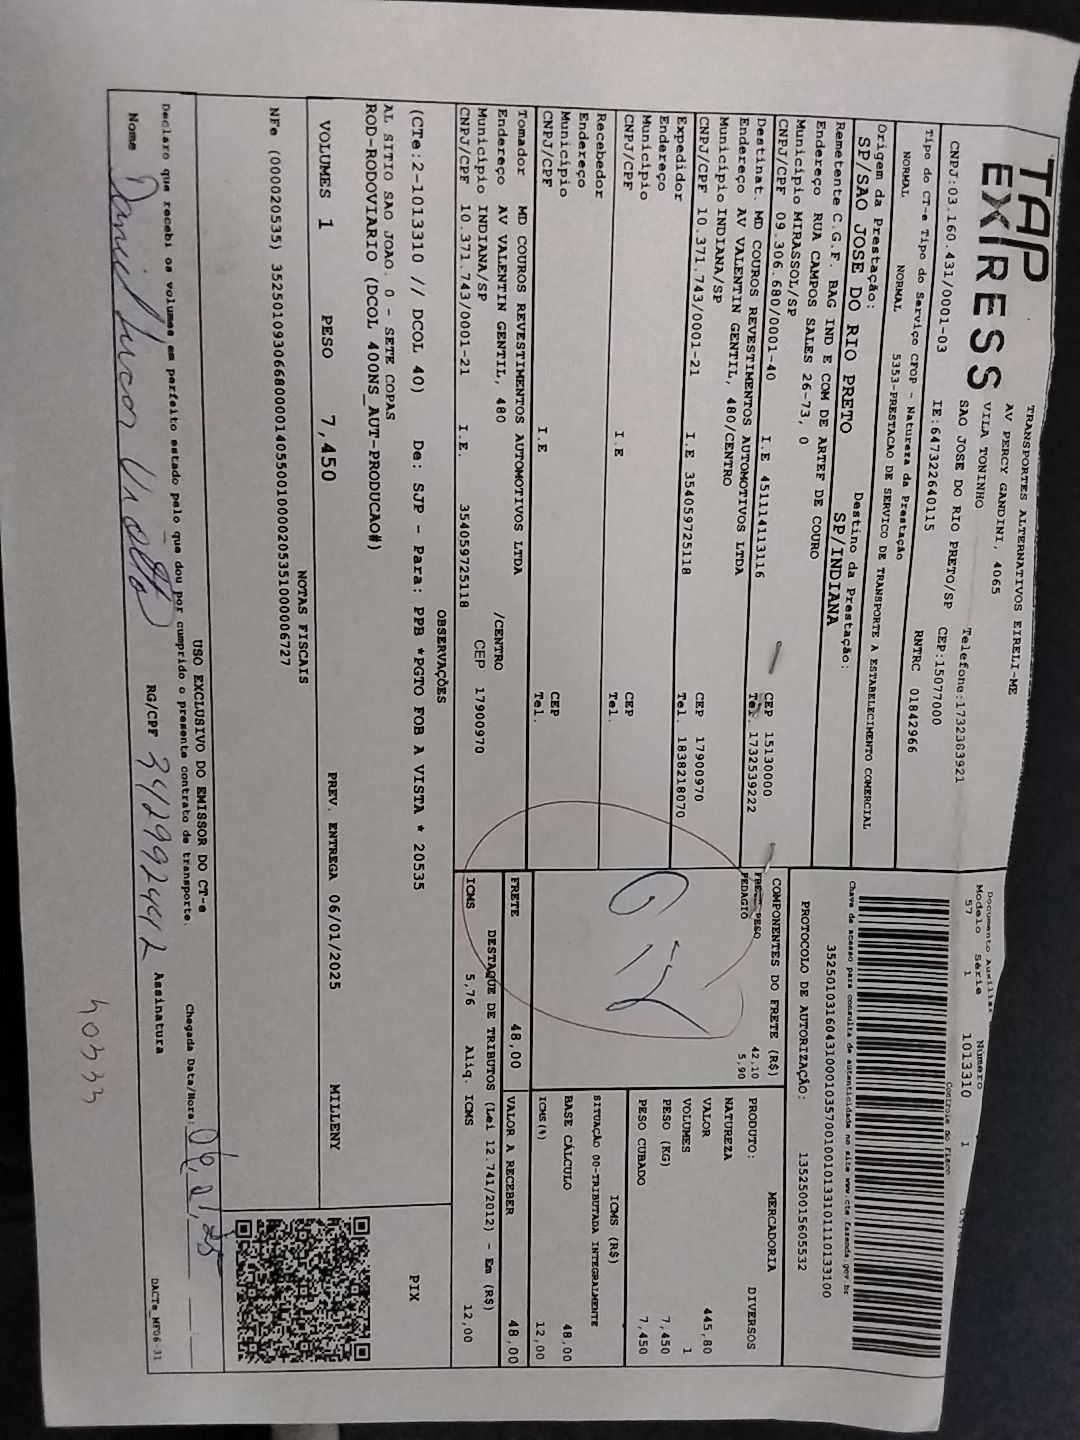 TAP
EXPRESS
TRANSPORTES ALTERNATIVOS EIRELI-ME
AV PERCY GANDINI, 4065
VILA TONINHO
SAO JOSE DO RIO PRETO/SP
Telefone:1732383921
CNPJ:03.160.431/0001-03 IE:647322640115 CEP:15077000
Tipo do CT-e Tipo do Serviço CFOP - Natureza da Prestação RNTRC 01842966
NORMAL NORMAL 5353-PRESTACAO DE SERVICO DE TRANSPORTE A ESTABELECIMENTO COMERCIAL
Origem da Prestação: Destino da Prestação:
SP/SAO JOSE DO RIO PRETO SP/INDIANA
Remetente C.G.F. BAG IND E COM DE ARTEF DE COURO
Endereço RUA CAMPOS SALES 26-73, 0
Município MIRASSOL/SP CEP 15130000
CNPJ/CPF 09.306.680/0001-40 I.E 451114113116 Tel. 1732539222
Destinat. MD COUROS REVESTIMENTOS AUTOMOTIVOS LTDA
Endereço AV VALENTIN GENTIL, 480/CENTRO
Município INDIANA/SP CEP 17900970
CNPJ/CPF 10.371.743/0001-21 I.E 354059725118 Tel. 1838218070
Expedidor
Endereço
Município CEP
CNPJ/CPF I.E Tel.
Recebedor
Endereço
Município CEP
CNPJ/CPF I.E Tel.
Tomador MD COUROS REVESTIMENTOS AUTOMOTIVOS LTDA
Endereço AV VALENTIN GENTIL, 480 /CENTRO
Município INDIANA/SP CEP 17900970
CNPJ/CPF 10.371.743/0001-21 I.E. 354059725118
Documento Auxiliar
Modelo Série Número
57 1 1013310 1
Controle do Fisco
Chave de acesso para consulta de autenticidade no site www.cte.fazenda.gov.br
35250103160431000103570010010133101110133100
PROTOCOLO DE AUTORIZAÇÃO: 135250015605532
COMPONENTES DO FRETE (R$)
FRETE PESO 42,10
PEDAGIO 5,90
FRETE 48,00
MERCADORIA
PRODUTO: DIVERSOS
NATUREZA
VALOR 445,80
VOLUMES 1
PESO (KG) 7,450
PESO CUBADO 7,450
ICMS (R$)
SITUAÇÃO 00-TRIBUTADA INTEGRALMENTE
BASE CÁLCULO 48,00
ICMS(%) 12,00
VALOR A RECEBER 48,00
DESTAQUE DE TRIBUTOS (Lei 12.741/2012) - Em (R$)
ICMS 5,76 Aliq. ICMS 12,00
OBSERVAÇÕES
(CTe:2-1013310 // DCOL 40) De: SJP - Para: PPB *PGTO FOB A VISTA * 20535
AL SITIO SAO JOAO, 0 - SETE COPAS
ROD-RODOVIARIO (DCOL 400NS_AUT-PRODUCAO#)
PIX
VOLUMES 1 PESO 7,450 PREV. ENTREGA 06/01/2025 MILLENY
NOTAS FISCAIS
NFe (000020535) 35250109306680000140550010000205351000006727
USO EXCLUSIVO DO EMISSOR DO CT-e
Declaro que recebi os volumes em perfeito estado pelo que dou por cumprido o presente contrato de transporte.
Chegada Data/Hora: 06,01,25
Nome Daniel RG/CPF 341299244 2 Assinatura
DACTe_MF06-31
40333